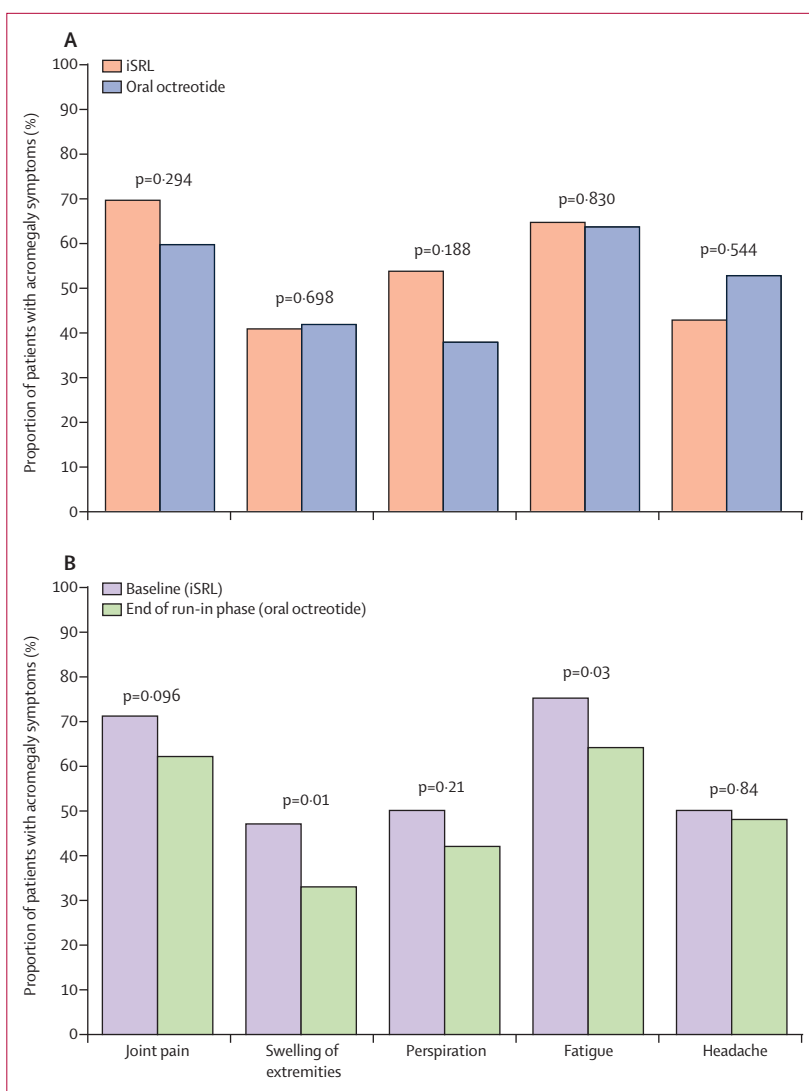 A
100
iSRL
Oral octreotide
90
80
70
60
50
40
30
20
10
0
Proportion of patients with acromegaly symptoms (%)
p=0·294
p=0·698
p=0·188
p=0·830
p=0·544
B
100
Baseline (iSRL)
End of run-in phase (oral octreotide)
90
80
70
60
50
40
30
20
10
0
Proportion of patients with acromegaly symptoms (%)
p=0·096
p=0·01
p=0·21
p=0·03
p=0·84
Joint pain
Swelling of
extremities
Perspiration
Fatigue
Headache